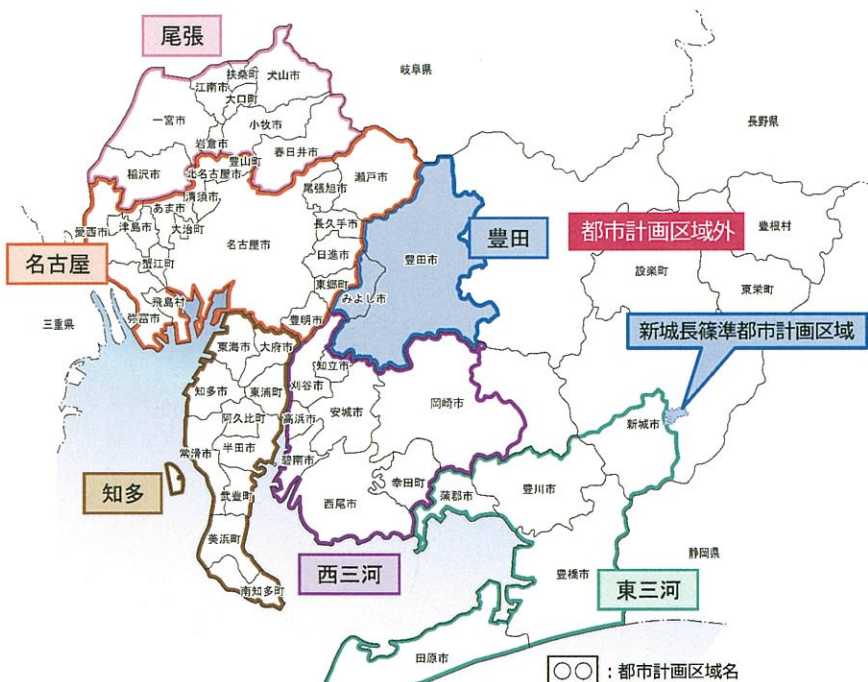 尾張
岐阜県
長野県
扶桑町
犬山市
江南市
大口町
一宮市
小牧市
岩倉市
春日井市
稲沢市
豊山町
北名古屋市
瀬戸市
清須市
尾張旭市
あま市
愛西市
津島市
大治町
長久手市
名古屋市
日進市
名古屋
蟹江町
東郷町
飛島村
弥富市
豊明市
三重県
豊田市
みよし市
豊田
都市計画区域外
豊根村
設楽町
東栄町
新城長篠準都市計画区域
東海市
大府市
知立市
知多市
東浦町
刈谷市
岡崎市
安城市
阿久比町
高浜市
新城市
常滑市
半田市
碧南市
知多
武豊町
西尾市
幸田町
蒲郡市
豊川市
美浜町
西三河
静岡県
豊橋市
東三河
南知多町
田原市
○○:都市計画区域名